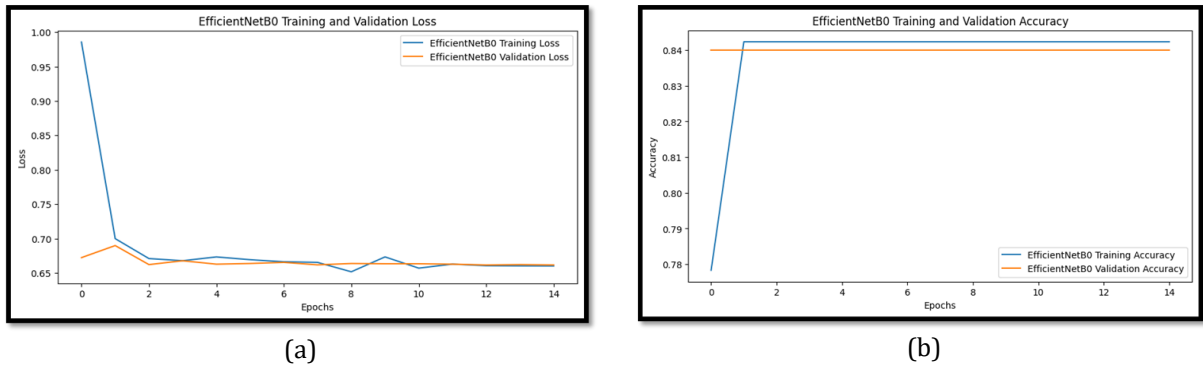 EfficientNetB0 Training and Validation Loss
1.00
0.95
0.90
0.85
0.80
0.75
0.70
0.65
Loss
EfficientNetB0 Training Loss
EfficientNetB0 Validation Loss
0 2 4 6 8 10 12 14
Epochs
(a)
EfficientNetB0 Training and Validation Accuracy
0.84
0.83
0.82
0.81
0.80
0.79
0.78
Accuracy
EfficientNetB0 Training Accuracy
EfficientNetB0 Validation Accuracy
0 2 4 6 8 10 12 14
Epochs
(b)